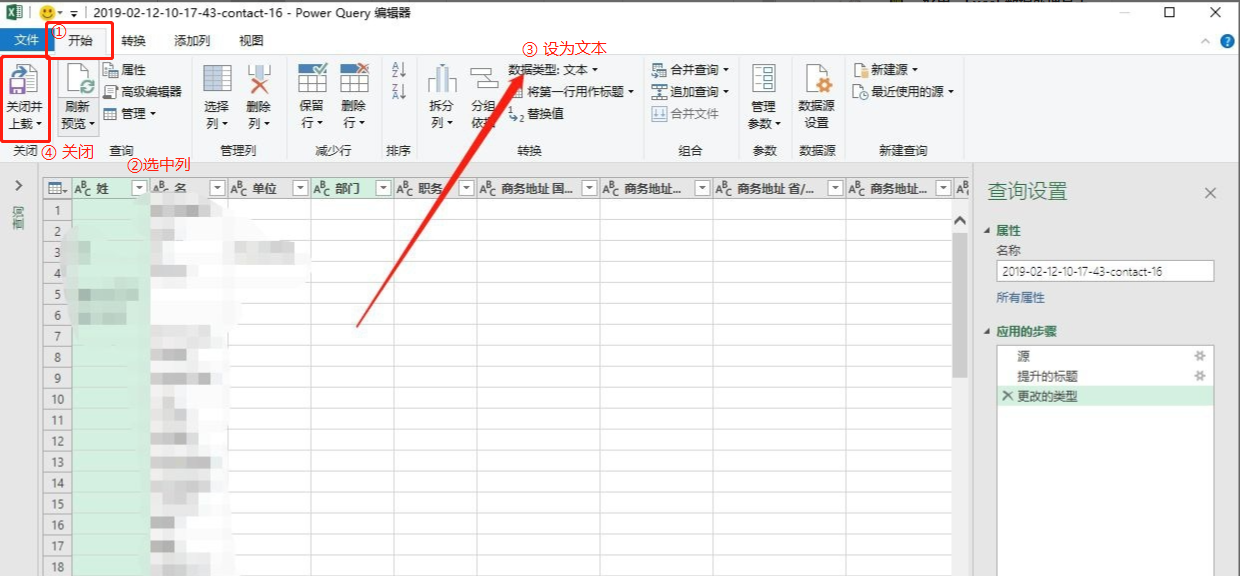 2019-02-12-10-17-43-contact-16 - Power Query 编辑器
文件 ① 开始 转换 添加列 视图
③ 设为文本
关闭并上载
刷新预览
属性
高级编辑器
管理
选择列
删除列
保留行
删除行
拆分列
分组依据
数据类型: 文本
将第一行用作标题
替换值
合并查询
追加查询
合并文件
管理参数
数据源设置
新建源
最近使用的源
关闭 ④ 关闭 查询 管理列 减少行 排序 转换 组合 参数 数据源 新建查询
②选中列
姓 名 单位 部门 职务 商务地址 国... 商务地址... 商务地址 省/... 商务地址...
1
2
3
4
5
6
7
8
9
10
11
12
13
14
15
16
17
18
查询
查询设置
属性
名称
2019-02-12-10-17-43-contact-16
所有属性
应用的步骤
源
提升的标题
更改的类型